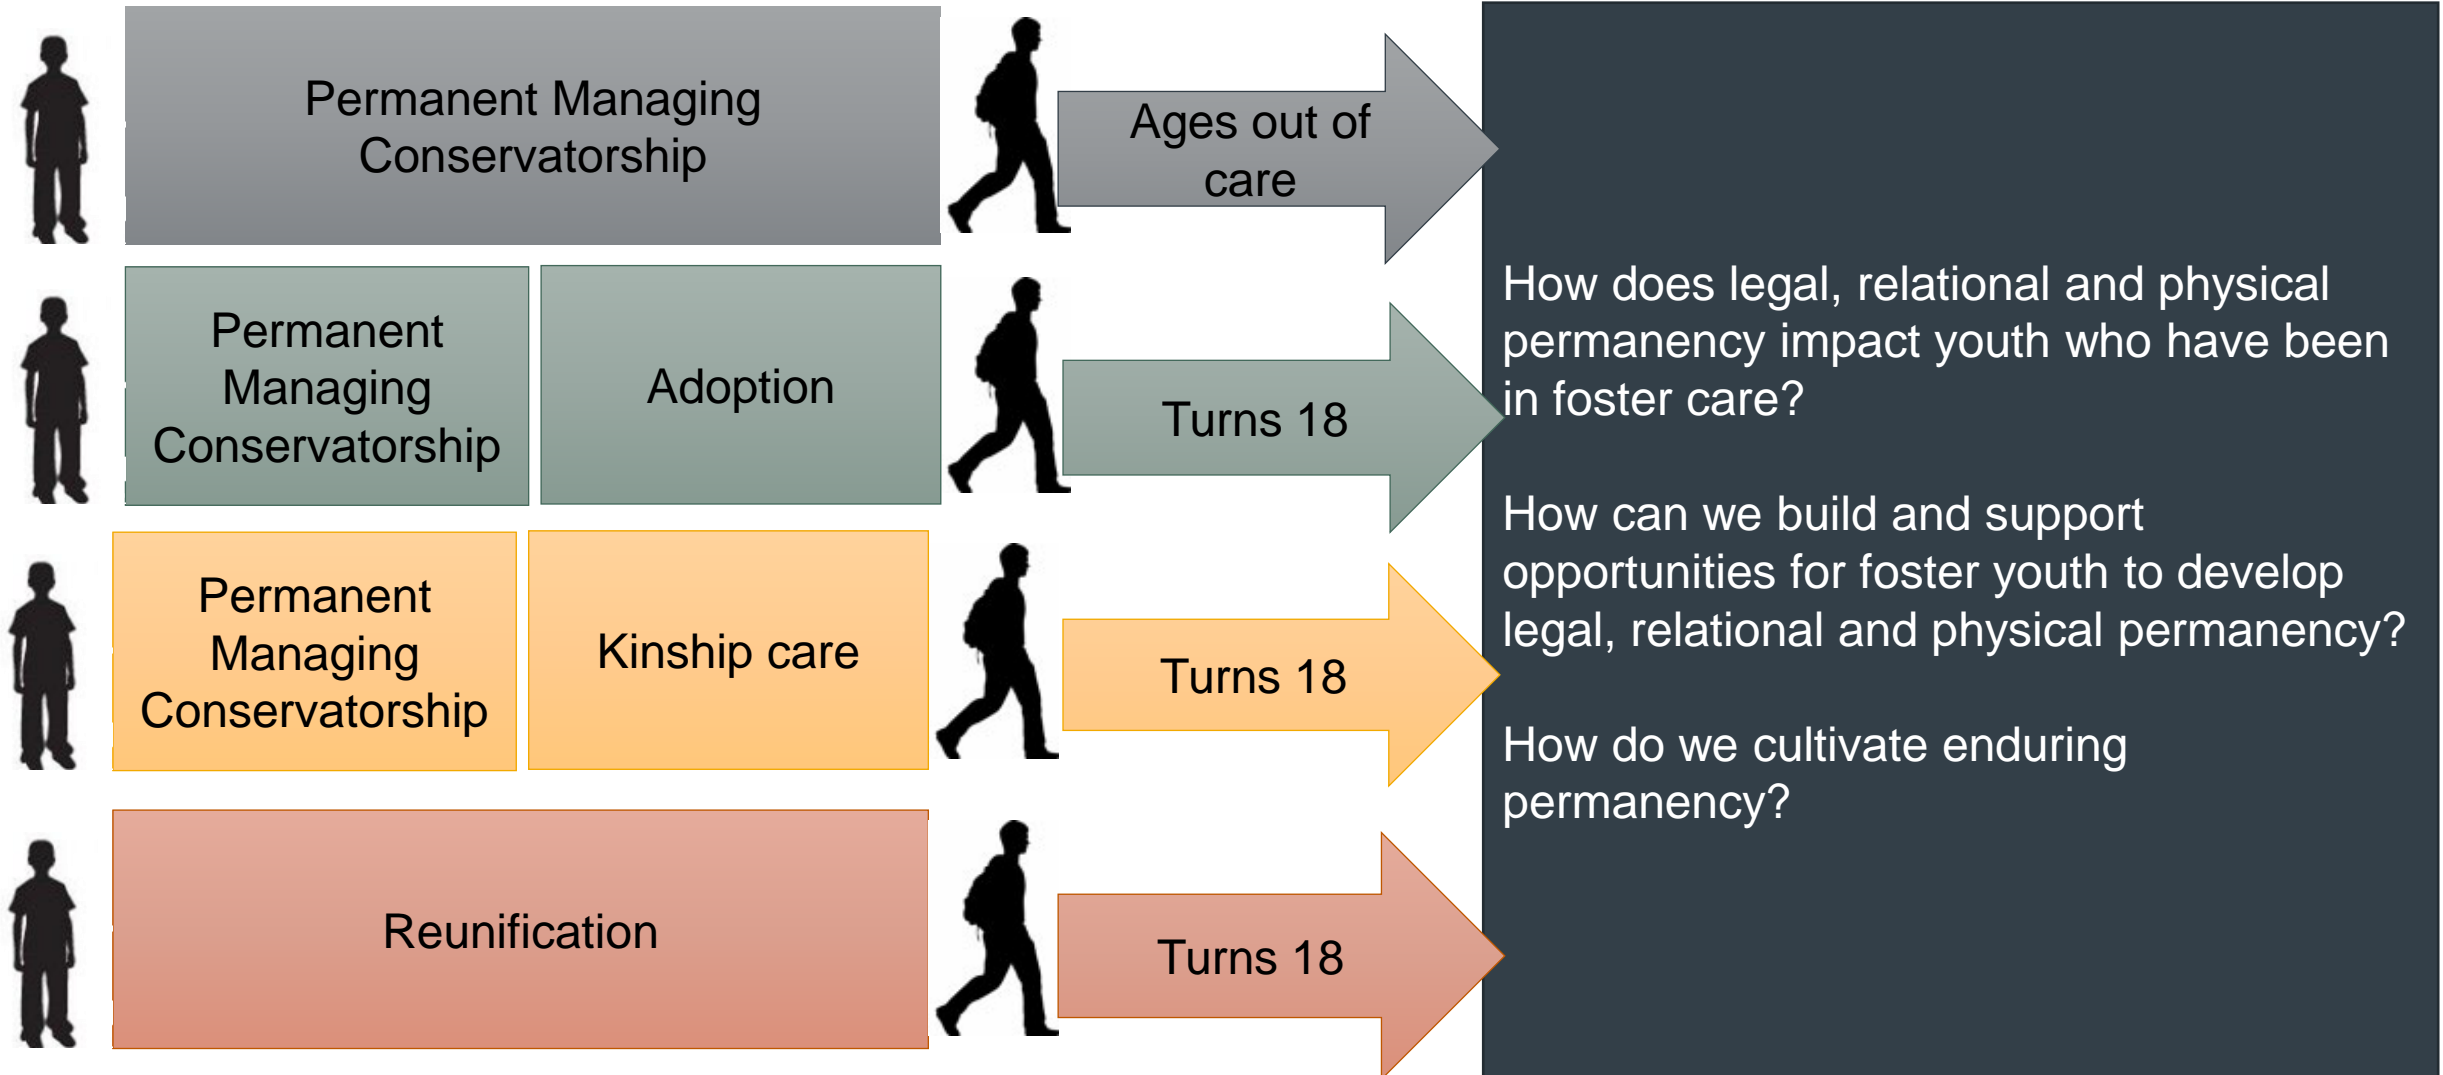 Permanent Managing
Conservatorship
Ages out of
care
Permanent
Managing
Conservatorship
Adoption
Turns 18
Permanent
Managing
Conservatorship
Kinship care
Turns 18
Reunification
Turns 18
How does legal, relational and physical
permanency impact youth who have been
in foster care?
How can we build and support
opportunities for foster youth to develop
legal, relational and physical permanency?
How do we cultivate enduring
permanency?